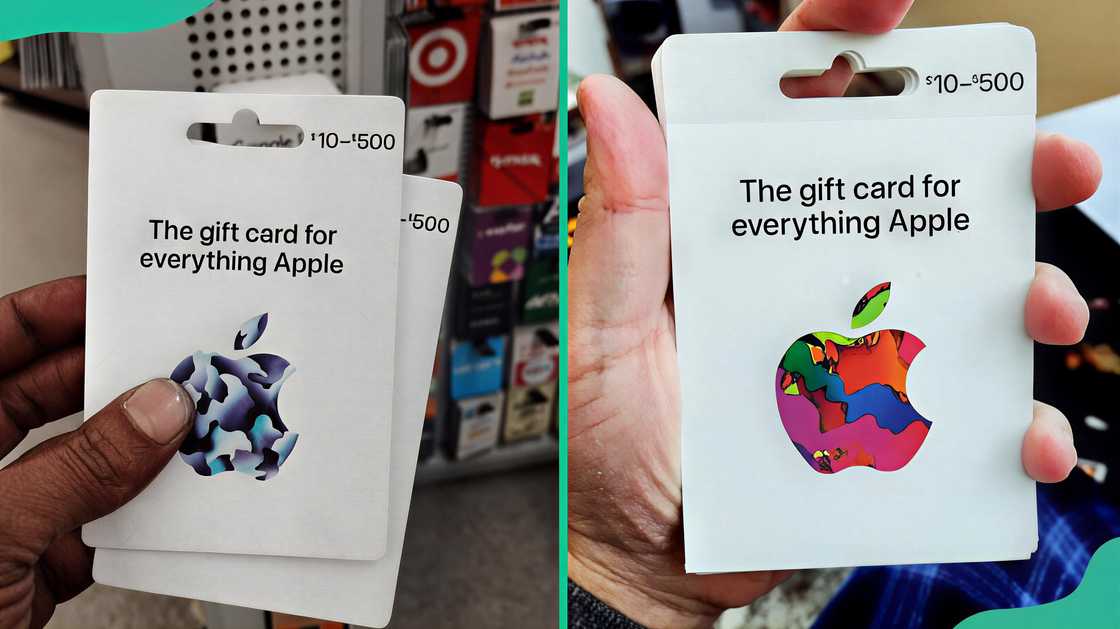 $10–$500
The gift card for
everything Apple
-$500
$10–$500
The gift card for
everything Apple